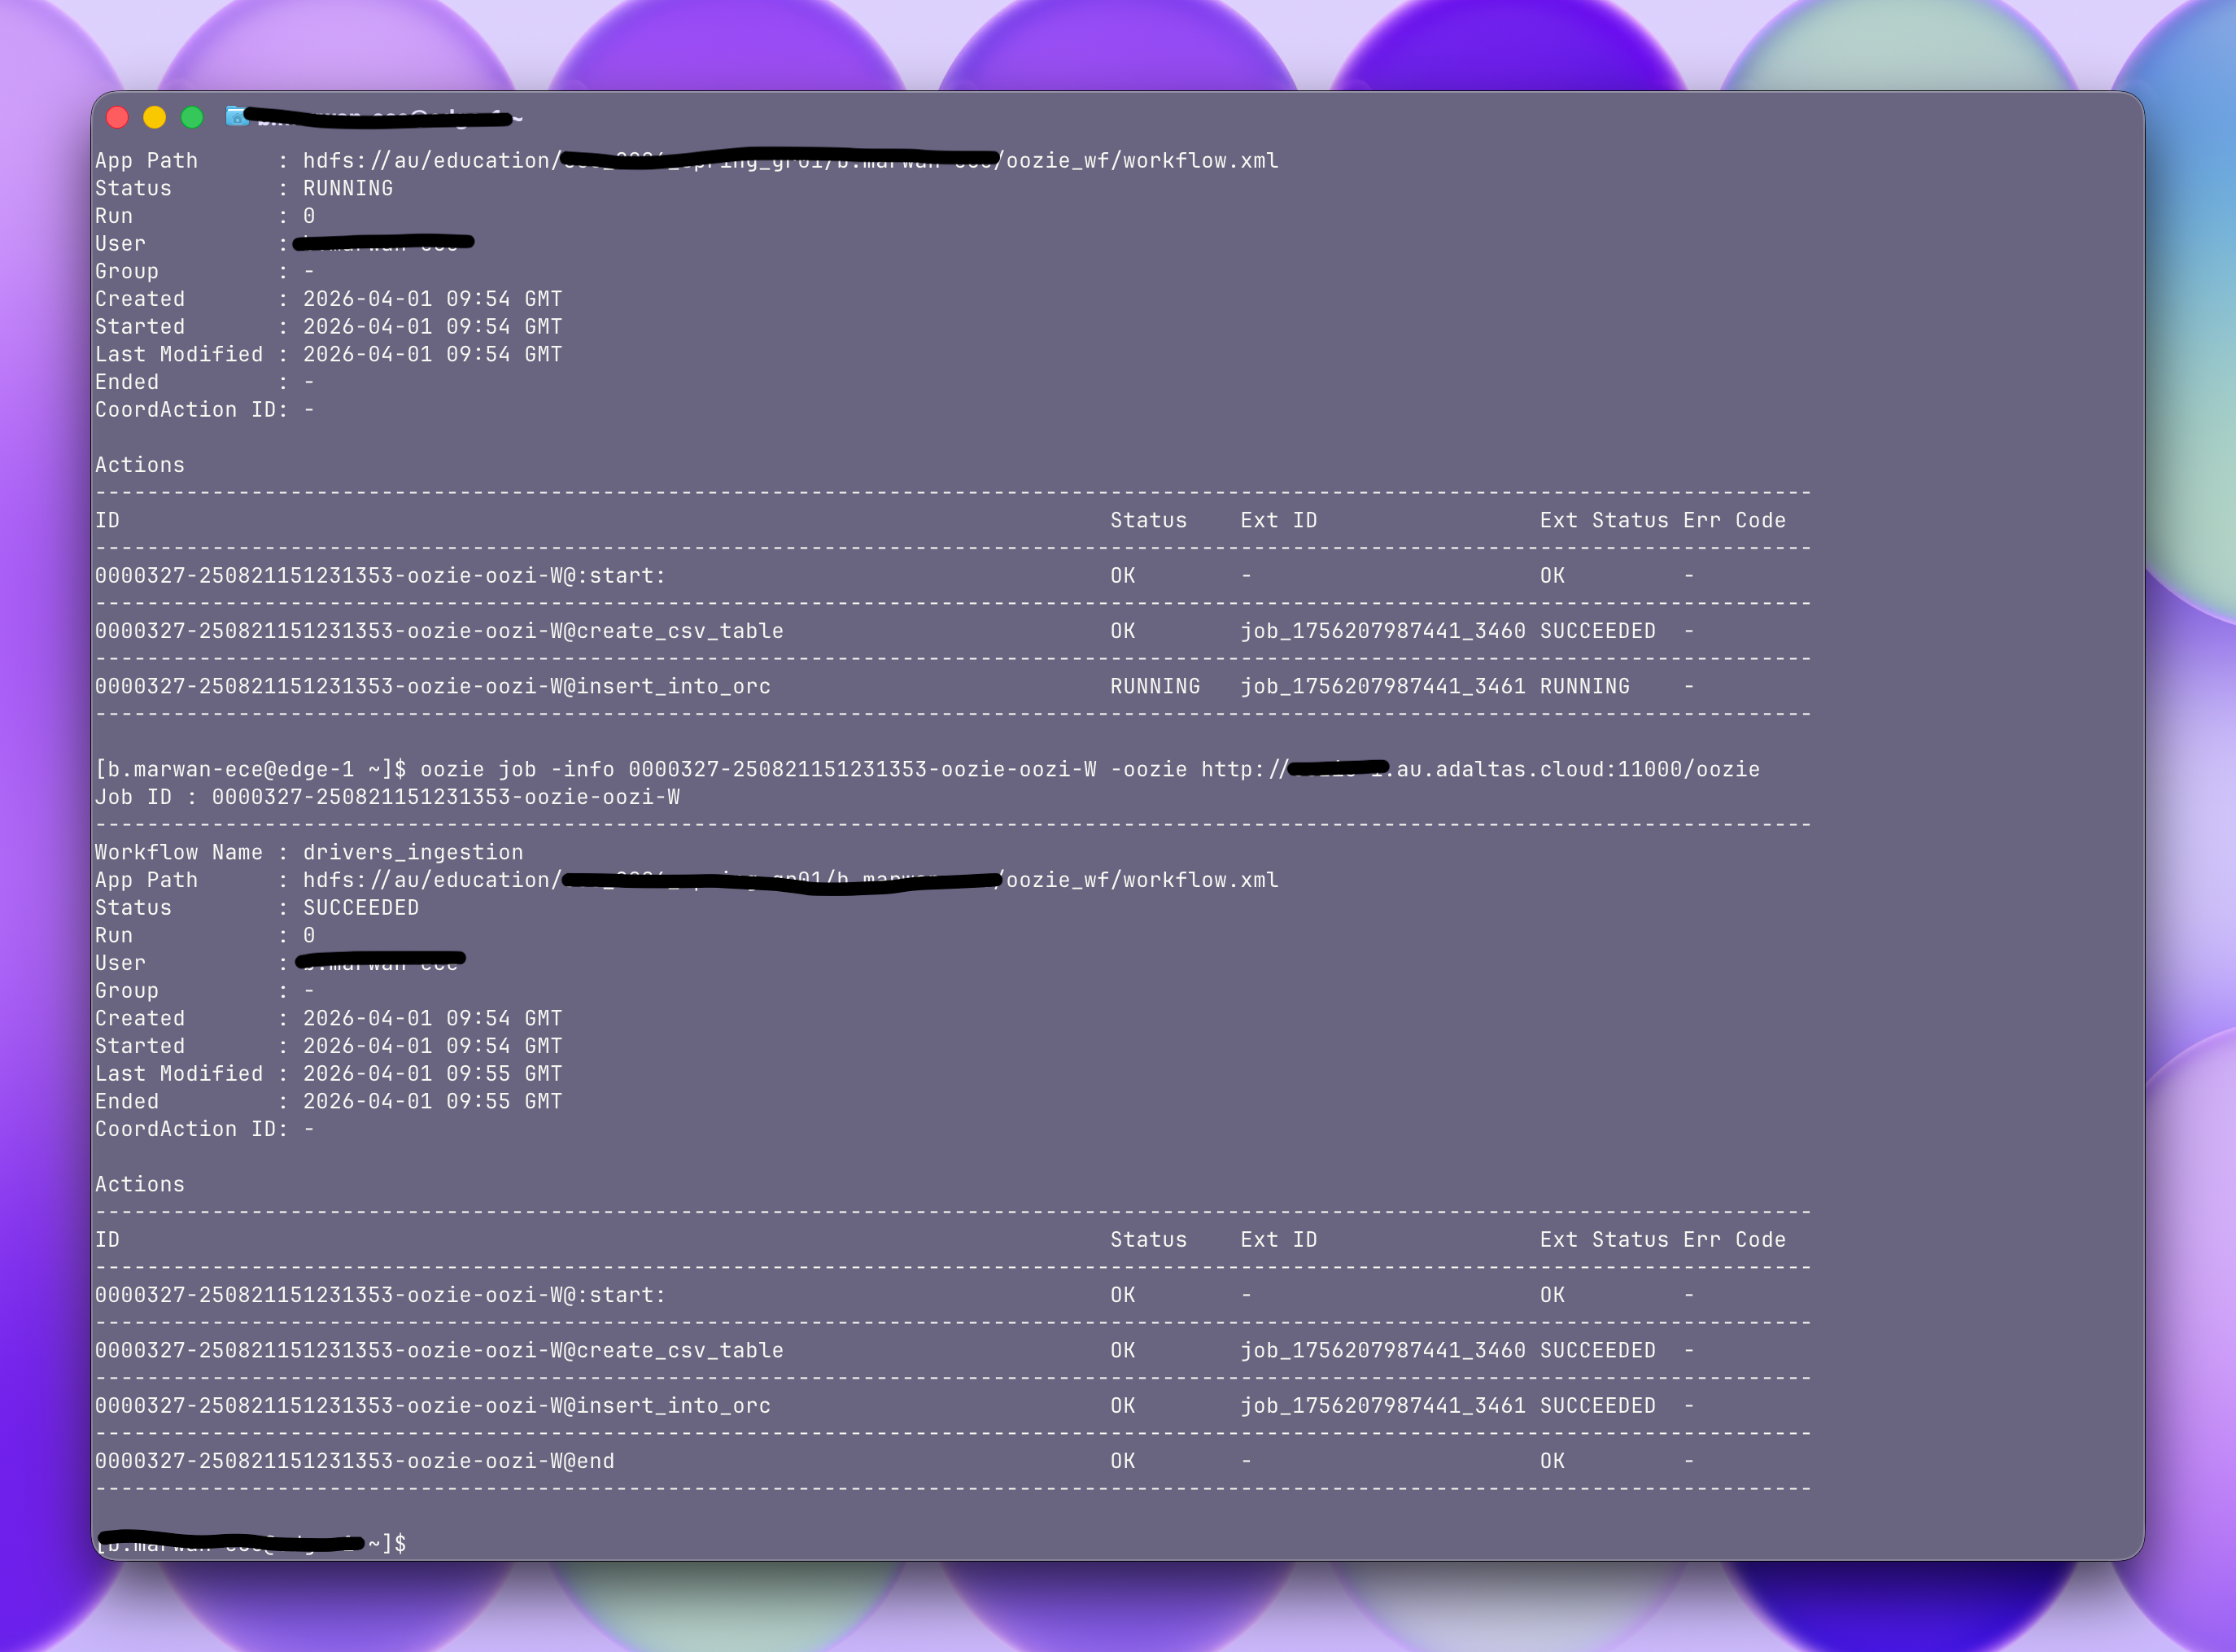 ~
App Path      : hdfs://au/education/ /oozie_wf/workflow.xml
Status        : RUNNING
Run           : 0
User          :
Group         : -
Created       : 2026-04-01 09:54 GMT
Started       : 2026-04-01 09:54 GMT
Last Modified : 2026-04-01 09:54 GMT
Ended         : -
CoordAction ID: -
Actions
------------------------------------------------------------------------------------------------------------------------------------
ID                                                                            Status    Ext ID                 Ext Status Err Code
------------------------------------------------------------------------------------------------------------------------------------
0000327-250821151231353-oozie-oozi-W@:start:                                  OK        -                      OK         -
------------------------------------------------------------------------------------------------------------------------------------
0000327-250821151231353-oozie-oozi-W@create_csv_table                         OK        job_1756207987441_3460 SUCCEEDED  -
------------------------------------------------------------------------------------------------------------------------------------
0000327-250821151231353-oozie-oozi-W@insert_into_orc                          RUNNING   job_1756207987441_3461 RUNNING    -
------------------------------------------------------------------------------------------------------------------------------------
[b.marwan-ece@edge-1 ~]$ oozie job -info 0000327-250821151231353-oozie-oozi-W -oozie http:// .au.adaltas.cloud:11000/oozie
Job ID : 0000327-250821151231353-oozie-oozi-W
------------------------------------------------------------------------------------------------------------------------------------
Workflow Name : drivers_ingestion
App Path      : hdfs://au/education/ /oozie_wf/workflow.xml
Status        : SUCCEEDED
Run           : 0
User          :
Group         : -
Created       : 2026-04-01 09:54 GMT
Started       : 2026-04-01 09:54 GMT
Last Modified : 2026-04-01 09:55 GMT
Ended         : 2026-04-01 09:55 GMT
CoordAction ID: -
Actions
------------------------------------------------------------------------------------------------------------------------------------
ID                                                                            Status    Ext ID                 Ext Status Err Code
------------------------------------------------------------------------------------------------------------------------------------
0000327-250821151231353-oozie-oozi-W@:start:                                  OK        -                      OK         -
------------------------------------------------------------------------------------------------------------------------------------
0000327-250821151231353-oozie-oozi-W@create_csv_table                         OK        job_1756207987441_3460 SUCCEEDED  -
------------------------------------------------------------------------------------------------------------------------------------
0000327-250821151231353-oozie-oozi-W@insert_into_orc                          OK        job_1756207987441_3461 SUCCEEDED  -
------------------------------------------------------------------------------------------------------------------------------------
0000327-250821151231353-oozie-oozi-W@end                                      OK        -                      OK         -
------------------------------------------------------------------------------------------------------------------------------------
~]$